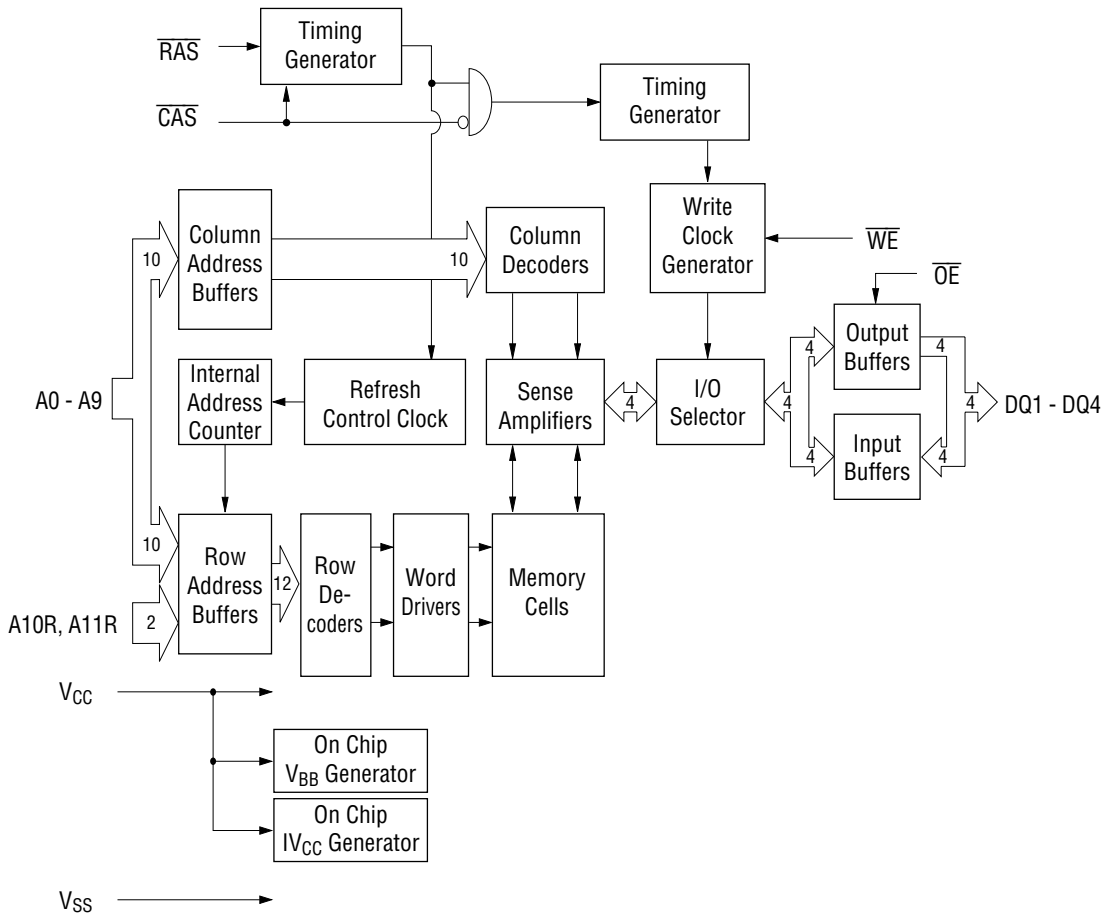 RAS
Timing
Generator
CAS
Timing
Generator
Column
Address
Buffers
Column
Decoders
Write
Clock
Generator
WE
OE
10
10
Output
Buffers
4
4
Internal
Address
Counter
Refresh
Control Clock
Sense
Amplifiers
4
I/O
Selector
4
4
DQ1 - DQ4
A0 - A9
Input
Buffers
4
4
10
Row
Address
Buffers
12
Row
De-
coders
Word
Drivers
Memory
Cells
A10R, A11R
2
VCC
On Chip
VBB Generator
On Chip
IVCC Generator
VSS